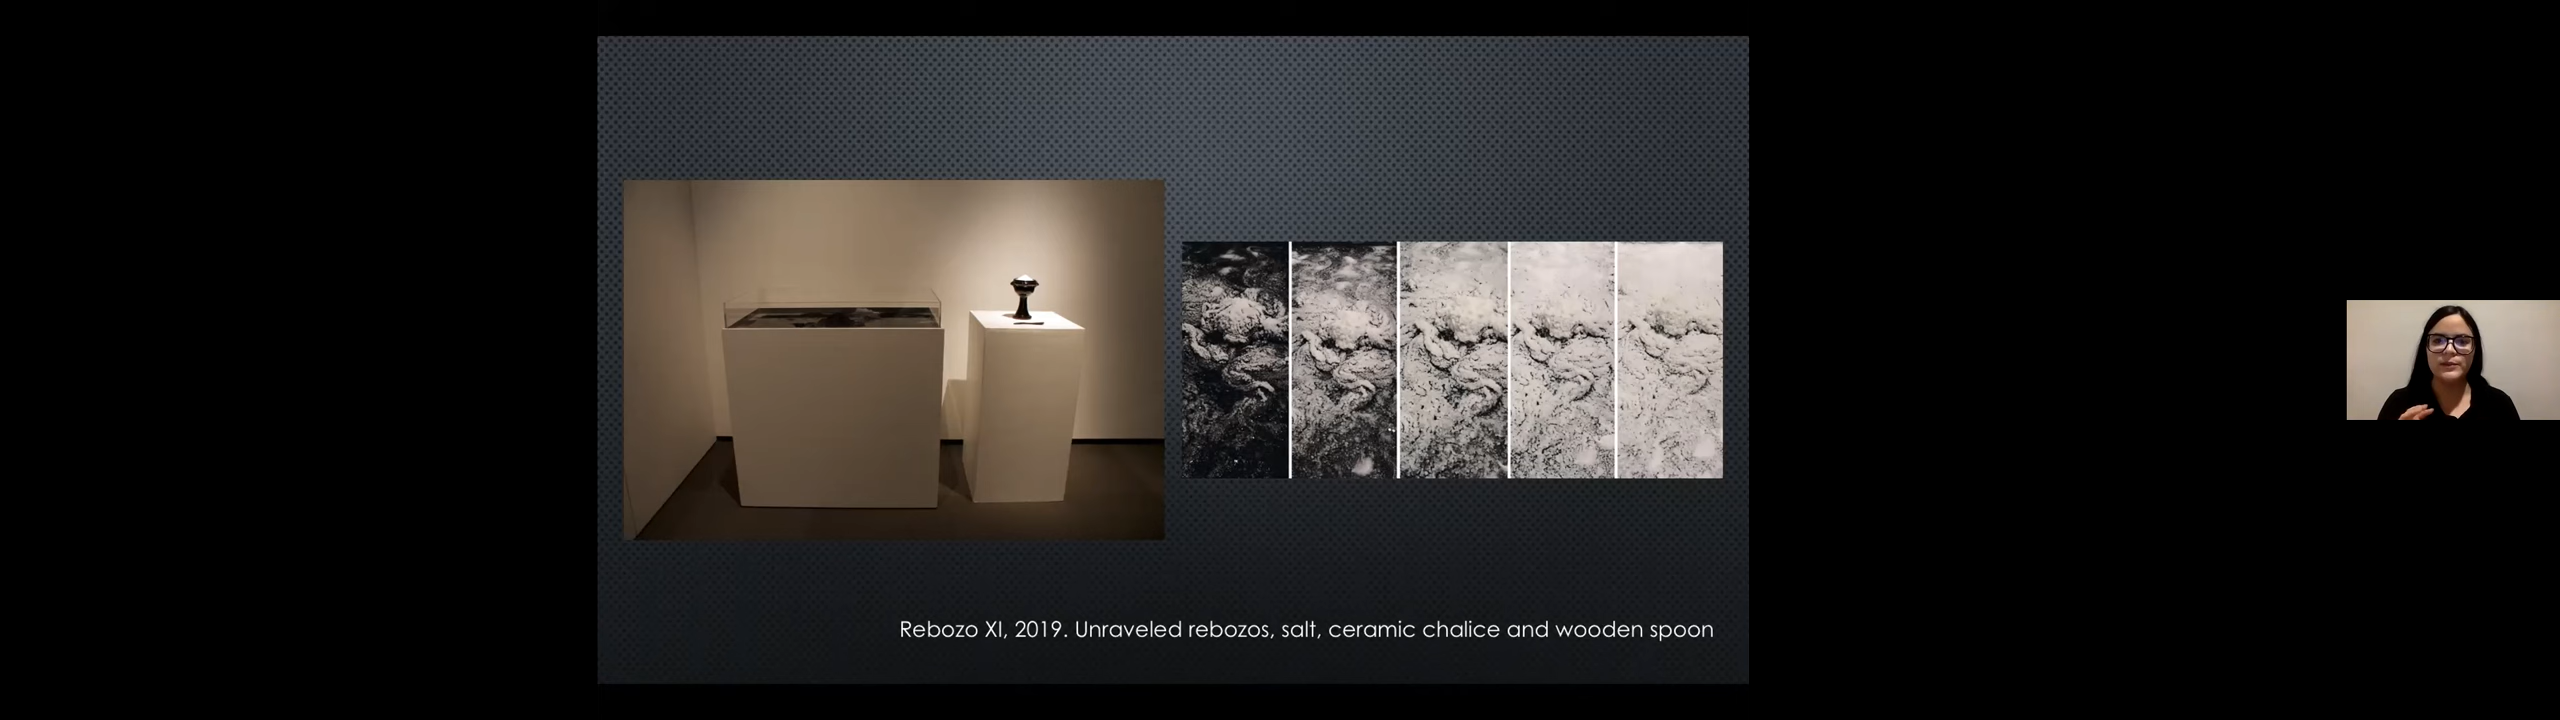 Rebozo XI, 2019. Unraveled rebozos, salt, ceramic chalice and wooden spoon